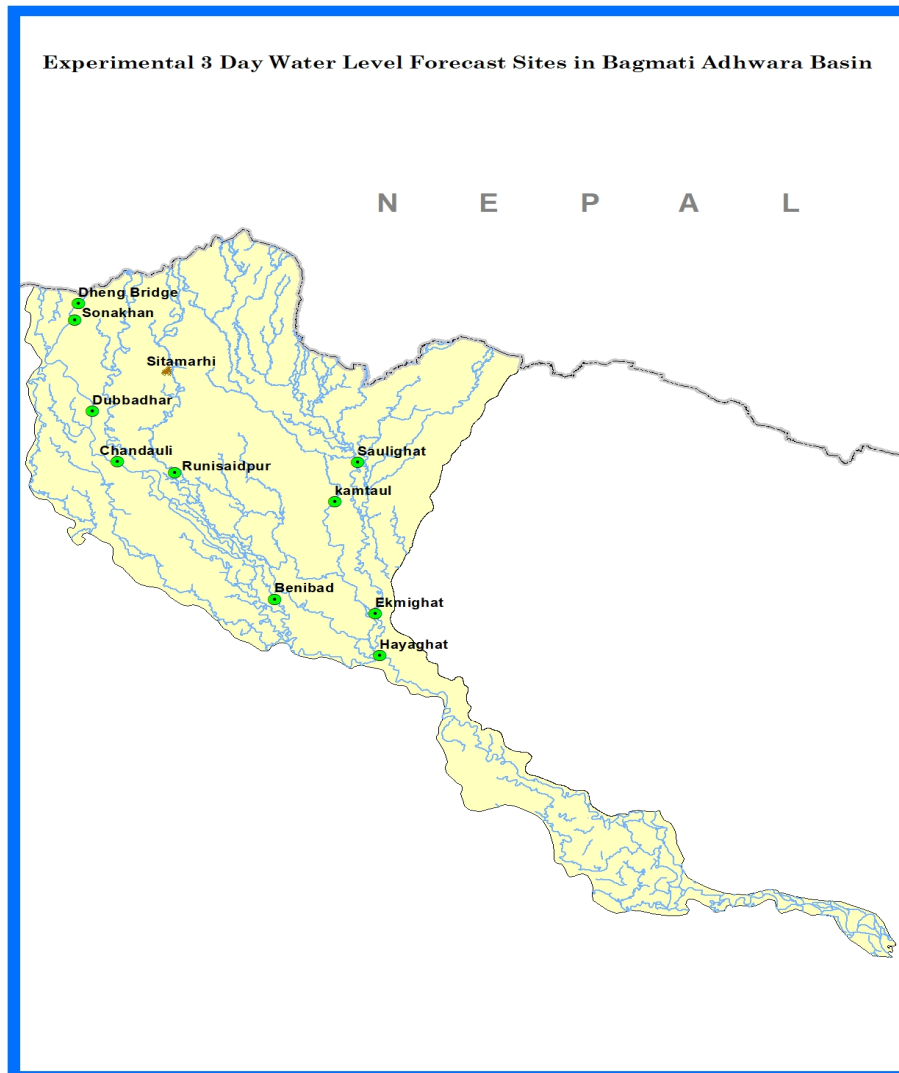 Experimental 3 Day Water Level Forecast Sites in Bagmati Adhwara Basin
N E P A L
Dheng Bridge
Sonakhan
Sitamarhi
Dubbadhar
Chandauli
Saulighat
Runisaidpur
kamtaul
Benibad
Ekmighat
Hayaghat